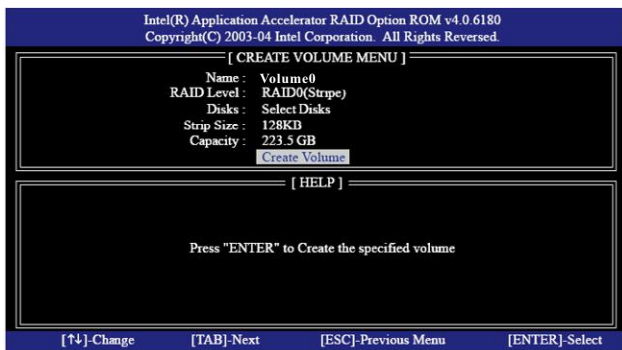 Intel(R) Application Accelerator RAID Option ROM v4.0.6180
Copyright(C) 2003-04 Intel Corporation. All Rights Reversed.
[ CREATE VOLUME MENU ]
Name : Volume0
RAID Level : RAID0(Stripe)
Disks : Select Disks
Strip Size : 128KB
Capacity : 223.5 GB
Create Volume
[ HELP ]
Press "ENTER" to Create the specified volume
[↑↓]-Change [TAB]-Next [ESC]-Previous Menu [ENTER]-Select